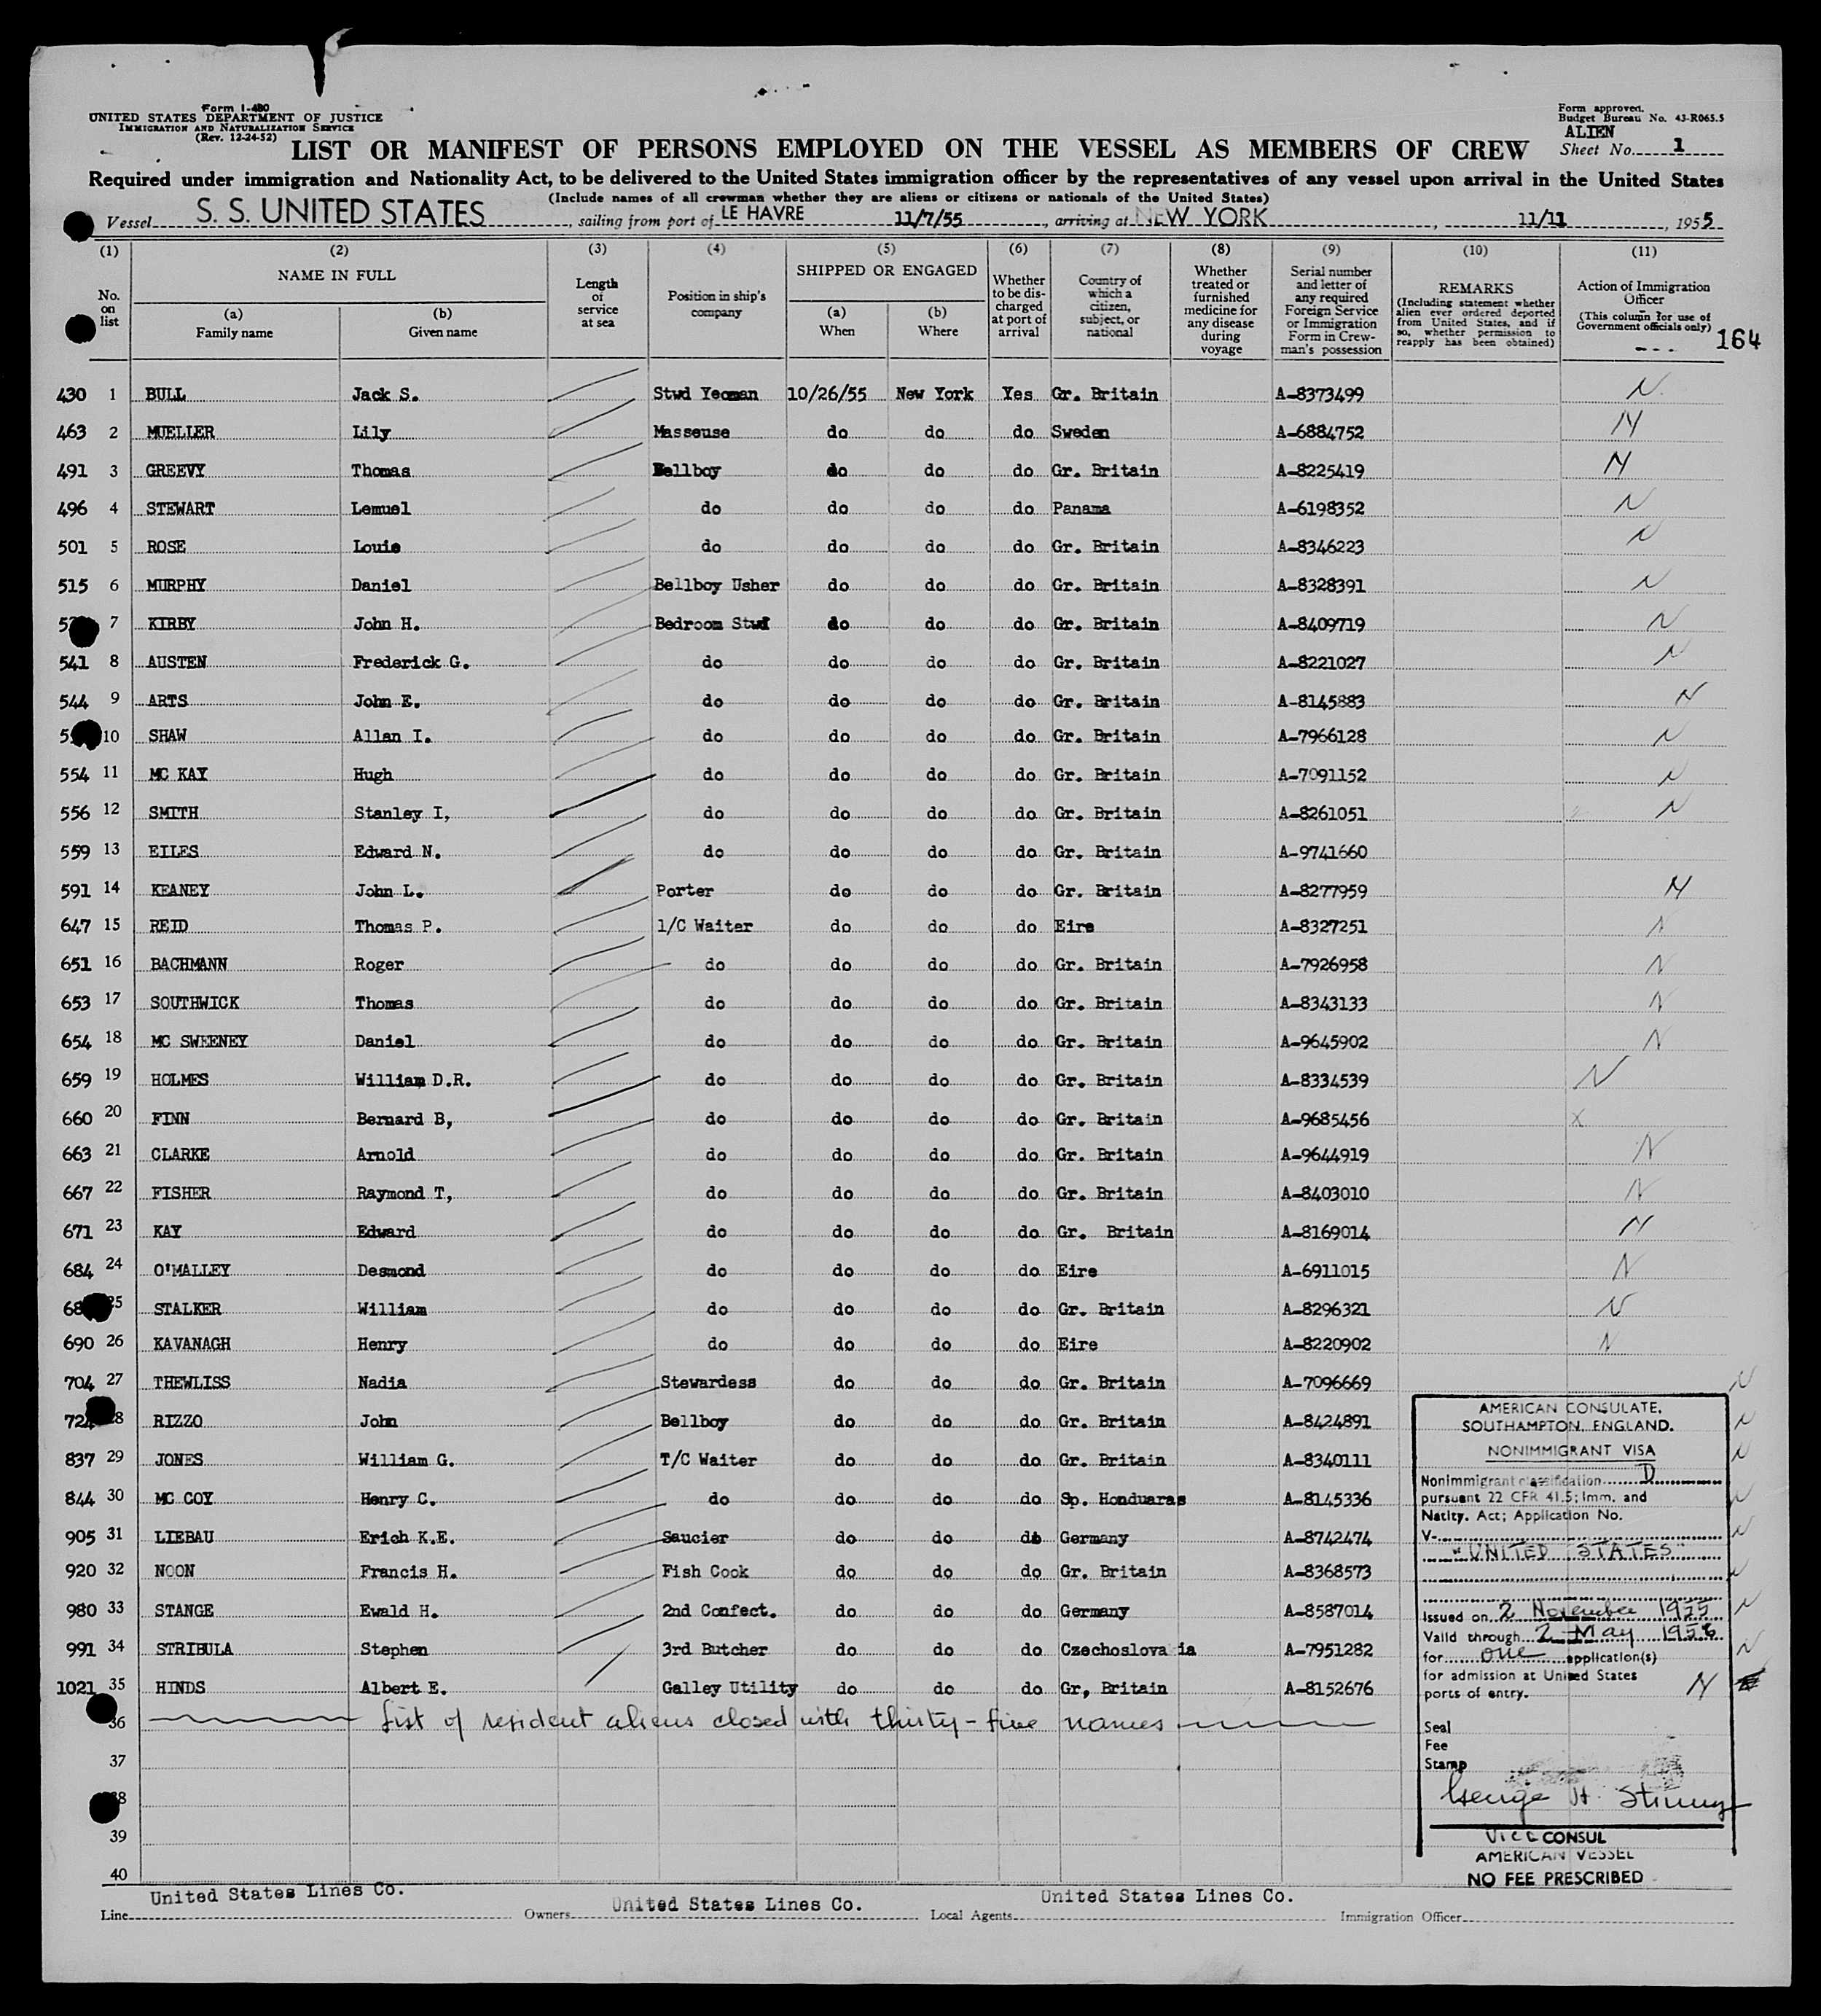 Form I-480
UNITED STATES DEPARTMENT OF JUSTICE
IMMIGRATION AND NATURALIZATION SERVICE
(Rev. 12-24-52)
Form approved.
Budget Bureau No. 43-R065.5
ALIEN
Sheet No. 1
LIST OR MANIFEST OF PERSONS EMPLOYED ON THE VESSEL AS MEMBERS OF CREW
Required under immigration and Nationality Act, to be delivered to the United States immigration officer by the representatives of any vessel upon arrival in the United States
(Include names of all crewman whether they are aliens or citizens or nationals of the United States)
Vessel S. S. UNITED STATES, sailing from port of LE HAVRE 11/7/55, arriving at NEW YORK, 11/11, 1955
(1) (2) (3) (4) (5) (6) (7) (8) (9) (10) (11)
No. on list
NAME IN FULL
(a) Family name
(b) Given name
Length of service at sea
Position in ship's company
SHIPPED OR ENGAGED
(a) When
(b) Where
Whether to be discharged at port of arrival
Country of which a citizen, subject, or national
Whether treated or furnished medicine for any disease during voyage
Serial number and letter of any required Foreign Service or Immigration Form in Crewman's possession
REMARKS
(Including statement whether alien ever ordered deported from United States, and if so, whether permission to reapply has been obtained)
Action of Immigration Officer
(This column for use of Government officials only)
164
430 1 BULL Jack S. Stwd Yeoman 10/26/55 New York Yes Gr. Britain A-8373499 N
463 2 MUELLER Lily Masseuse do do do Sweden A-6884752 N
491 3 GREEVY Thomas Bellboy do do do Gr. Britain A-8225419 N
496 4 STEWART Lemuel do do do do Panama A-6198352 N
501 5 ROSE Louie do do do do Gr. Britain A-8346223 N
515 6 MURPHY Daniel Bellboy Usher do do do Gr. Britain A-8328391 N
7 KIRBY John H. Bedroom Stwd do do do Gr. Britain A-8409719 N
541 8 AUSTEN Frederick G. do do do do Gr. Britain A-8221027 N
544 9 ARTS John E. do do do do Gr. Britain A-8145883 N
10 SHAW Allan I. do do do do Gr. Britain A-7966128 N
554 11 MC KAY Hugh do do do do Gr. Britain A-7091152 N
556 12 SMITH Stanley I, do do do do Gr. Britain A-8261051 N
559 13 EILES Edward N. do do do do Gr. Britain A-9741660
591 14 KEANEY John L. Porter do do do Gr. Britain A-8277959 N
647 15 REID Thomas P. 1/C Waiter do do do Eire A-8327251 N
651 16 BACHMANN Roger do do do do Gr. Britain A-7926958 N
653 17 SOUTHWICK Thomas do do do do Gr. Britain A-8343133 N
654 18 MC SWEENEY Daniel do do do do Gr. Britain A-9645902 N
659 19 HOLMES William D.R. do do do do Gr. Britain A-8334539 N
660 20 FINN Bernard B, do do do do Gr. Britain A-9685456 X
663 21 CLARKE Arnold do do do do Gr. Britain A-9644919 N
667 22 FISHER Raymond T, do do do do Gr. Britain A-8403010 N
671 23 KAY Edward do do do do Gr. Britain A-8169014 N
684 24 O'MALLEY Desmond do do do do Eire A-6911015 N
25 STALKER William do do do do Gr. Britain A-8296321 N
690 26 KAVANAGH Henry do do do do Eire A-8220902 N
704 27 THEWLISS Nadia Stewardess do do do Gr. Britain A-7096669 N
RIZZO John Bellboy do do do Gr. Britain A-8424891 N
837 29 JONES William G. T/C Waiter do do do Gr. Britain A-8340111 N
844 30 MC COY Henry C. do do do do Sp. Honduras A-8145336 N
905 31 LIEBAU Erich K.E. Saucier do do do Germany A-8742474 N
920 32 NOON Francis H. Fish Cook do do do Gr. Britain A-8368573 N
980 33 STANGE Ewald H. 2nd Confect. do do do Germany A-8587014 N
991 34 STRIBULA Stephen 3rd Butcher do do do Czechoslova ia A-7951282 N
1021 35 HINDS Albert E. Galley Utility do do do Gr, Britain A-8152676 N
36 List of resident aliens closed with thirty-five names
37
38
39
40
AMERICAN CONSULATE,
SOUTHAMPTON, ENGLAND.
NONIMMIGRANT VISA
Nonimmigrant classification D
pursuant 22 CFR 41.5; Imm. and
Natlty. Act; Application No.
V-
"UNITED STATES"
Issued on 2 November 1955
Valid through 2 May 1956
for one application(s)
for admission at United States
ports of entry.
Seal
Fee
Stamp
George H.
Vice CONSUL
AMERICAN VESSEL
NO FEE PRESCRIBED
Line United States Lines Co. Owners United States Lines Co. Local Agents United States Lines Co. Immigration Officer